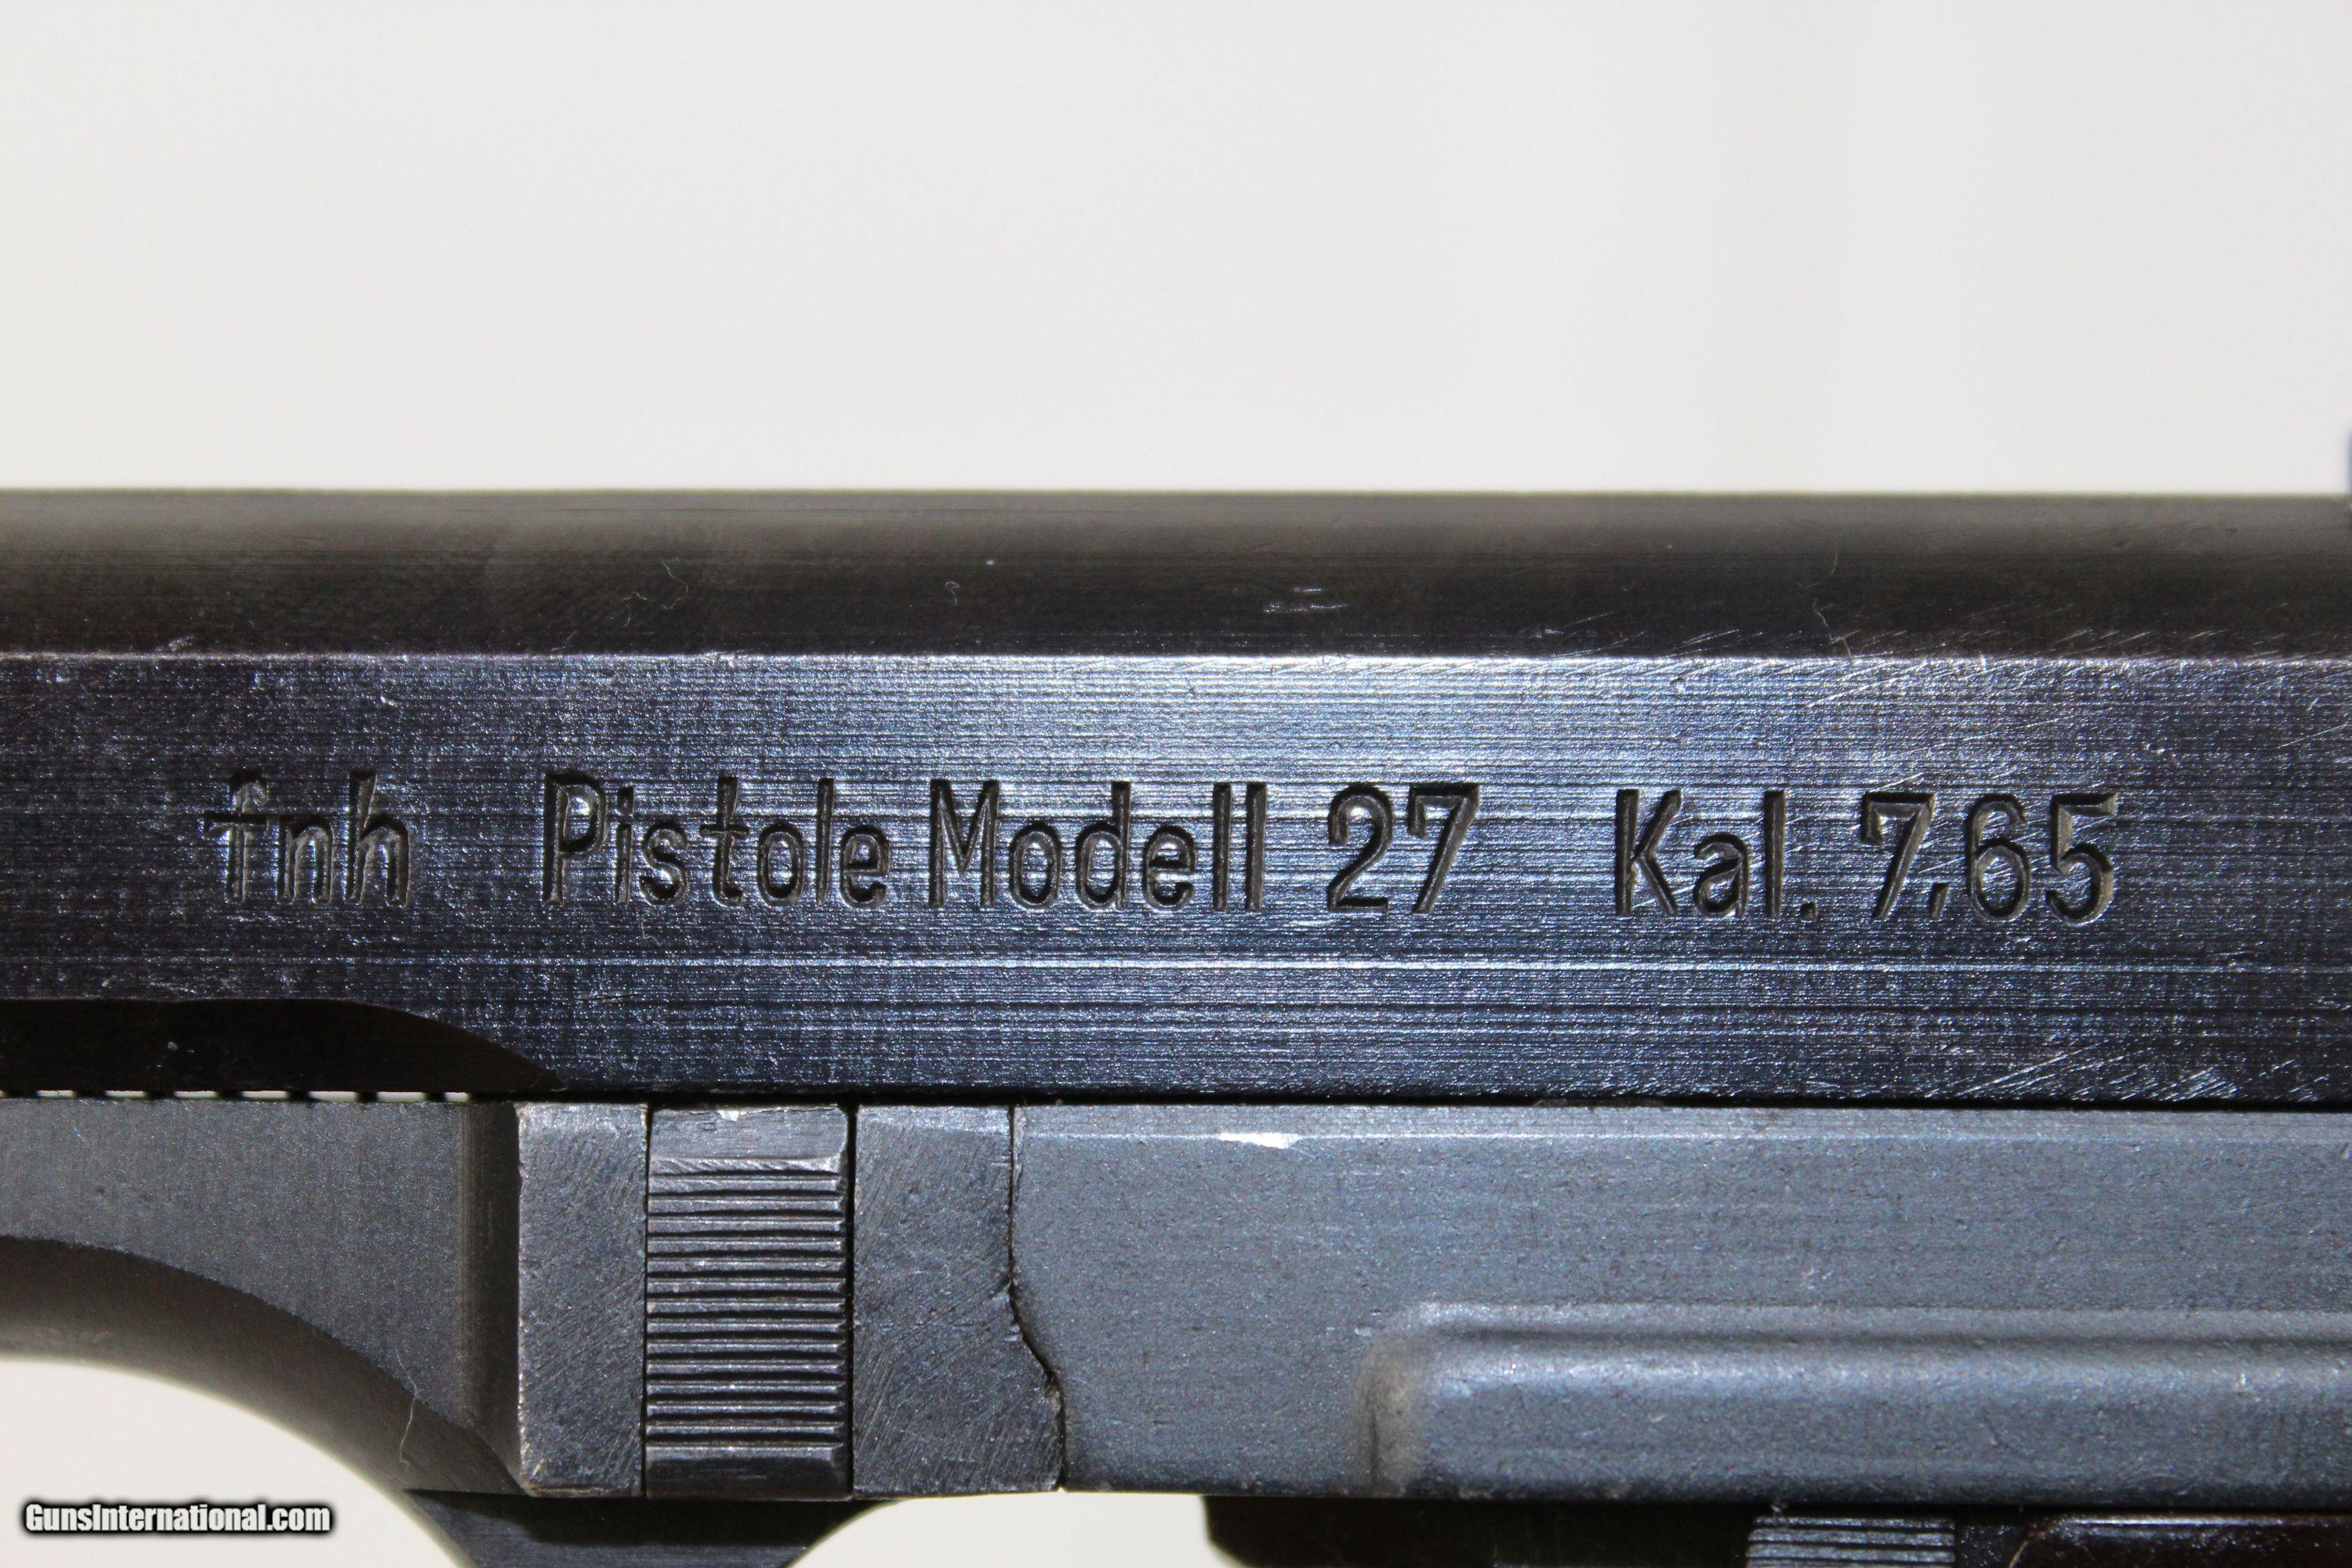 fnh Pistole Modell 27 Kal. 7,65
GunsInternational.com